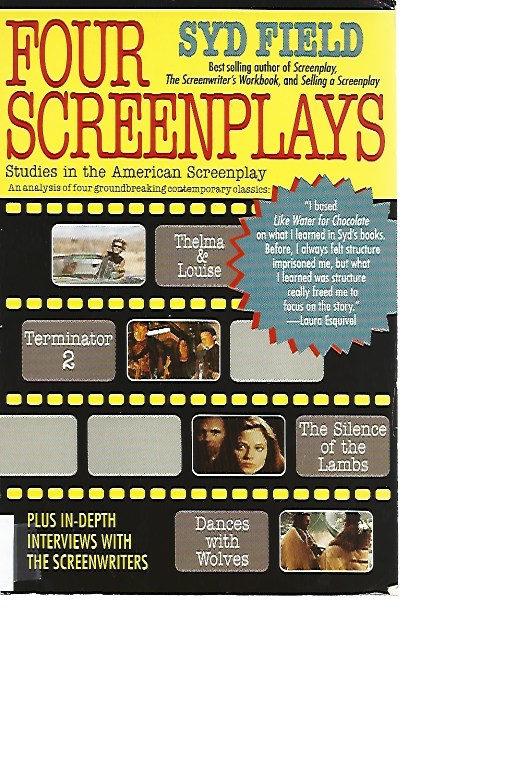 FOUR
SYD FIELD
Best selling author of Screenplay,
The Screenwriter's Workbook, and Selling a Screenplay
SCREENPLAYS
Studies in the American Screenplay
An analysis of four groundbreaking contemporary classics:
"I based
Like Water for Chocolate
on what I learned in Syd's books.
Before, I always felt structure
imprisoned me, but what
I learned was structure
really freed me to
focus on the story."
—Laura Esquivel
Thelma
&
Louise
Terminator
2
The Silence
of the
Lambs
PLUS IN-DEPTH
INTERVIEWS WITH
THE SCREENWRITERS
Dances
with
Wolves